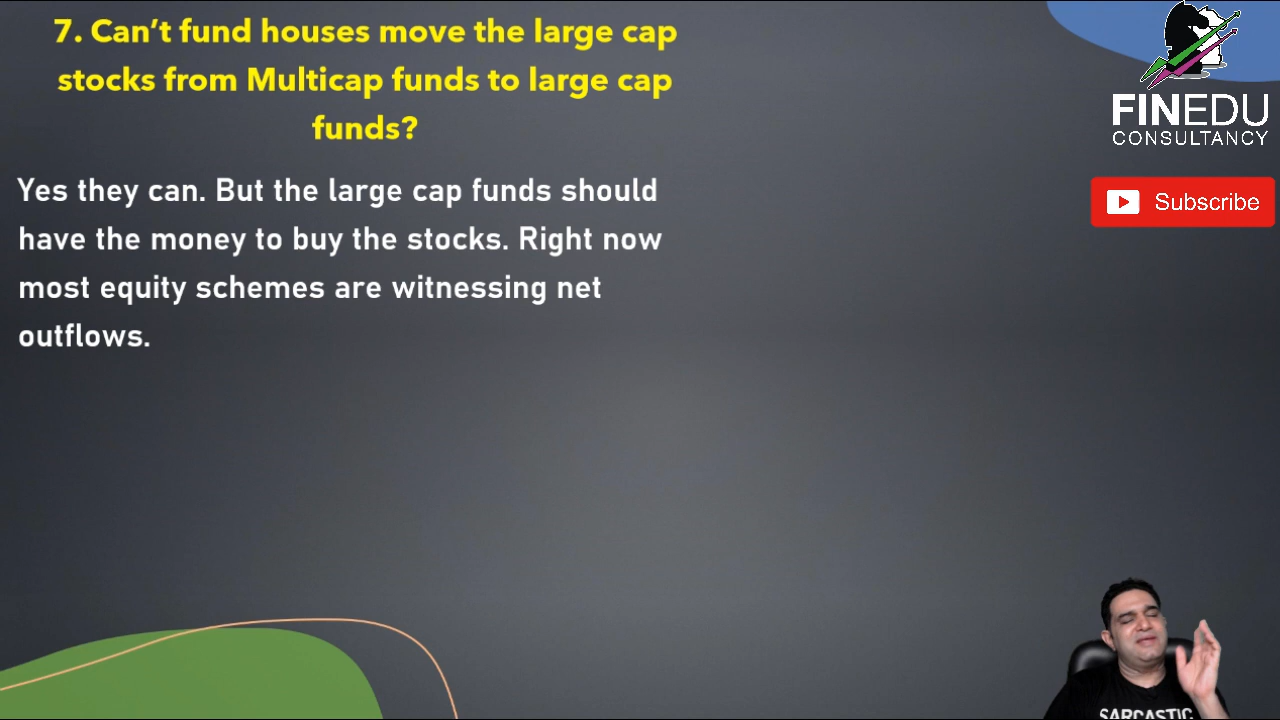 7. Can't fund houses move the large cap
stocks from Multicap funds to large cap
funds?
Yes they can. But the large cap funds should
have the money to buy the stocks. Right now
most equity schemes are witnessing net
outflows.
FINEDU
CONSULTANCY
Subscribe
SARCASTIC